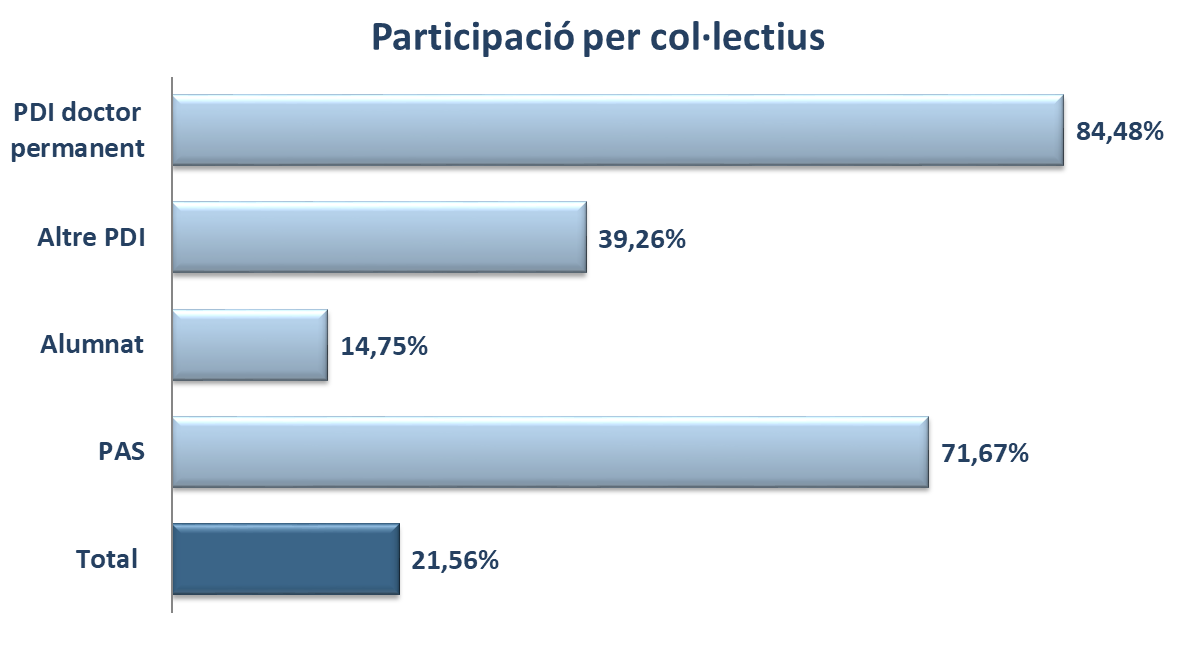 Participació per col·lectius
PDI doctor
permanent
84,48%
Altre PDI
39,26%
Alumnat
14,75%
PAS
71,67%
Total
21,56%